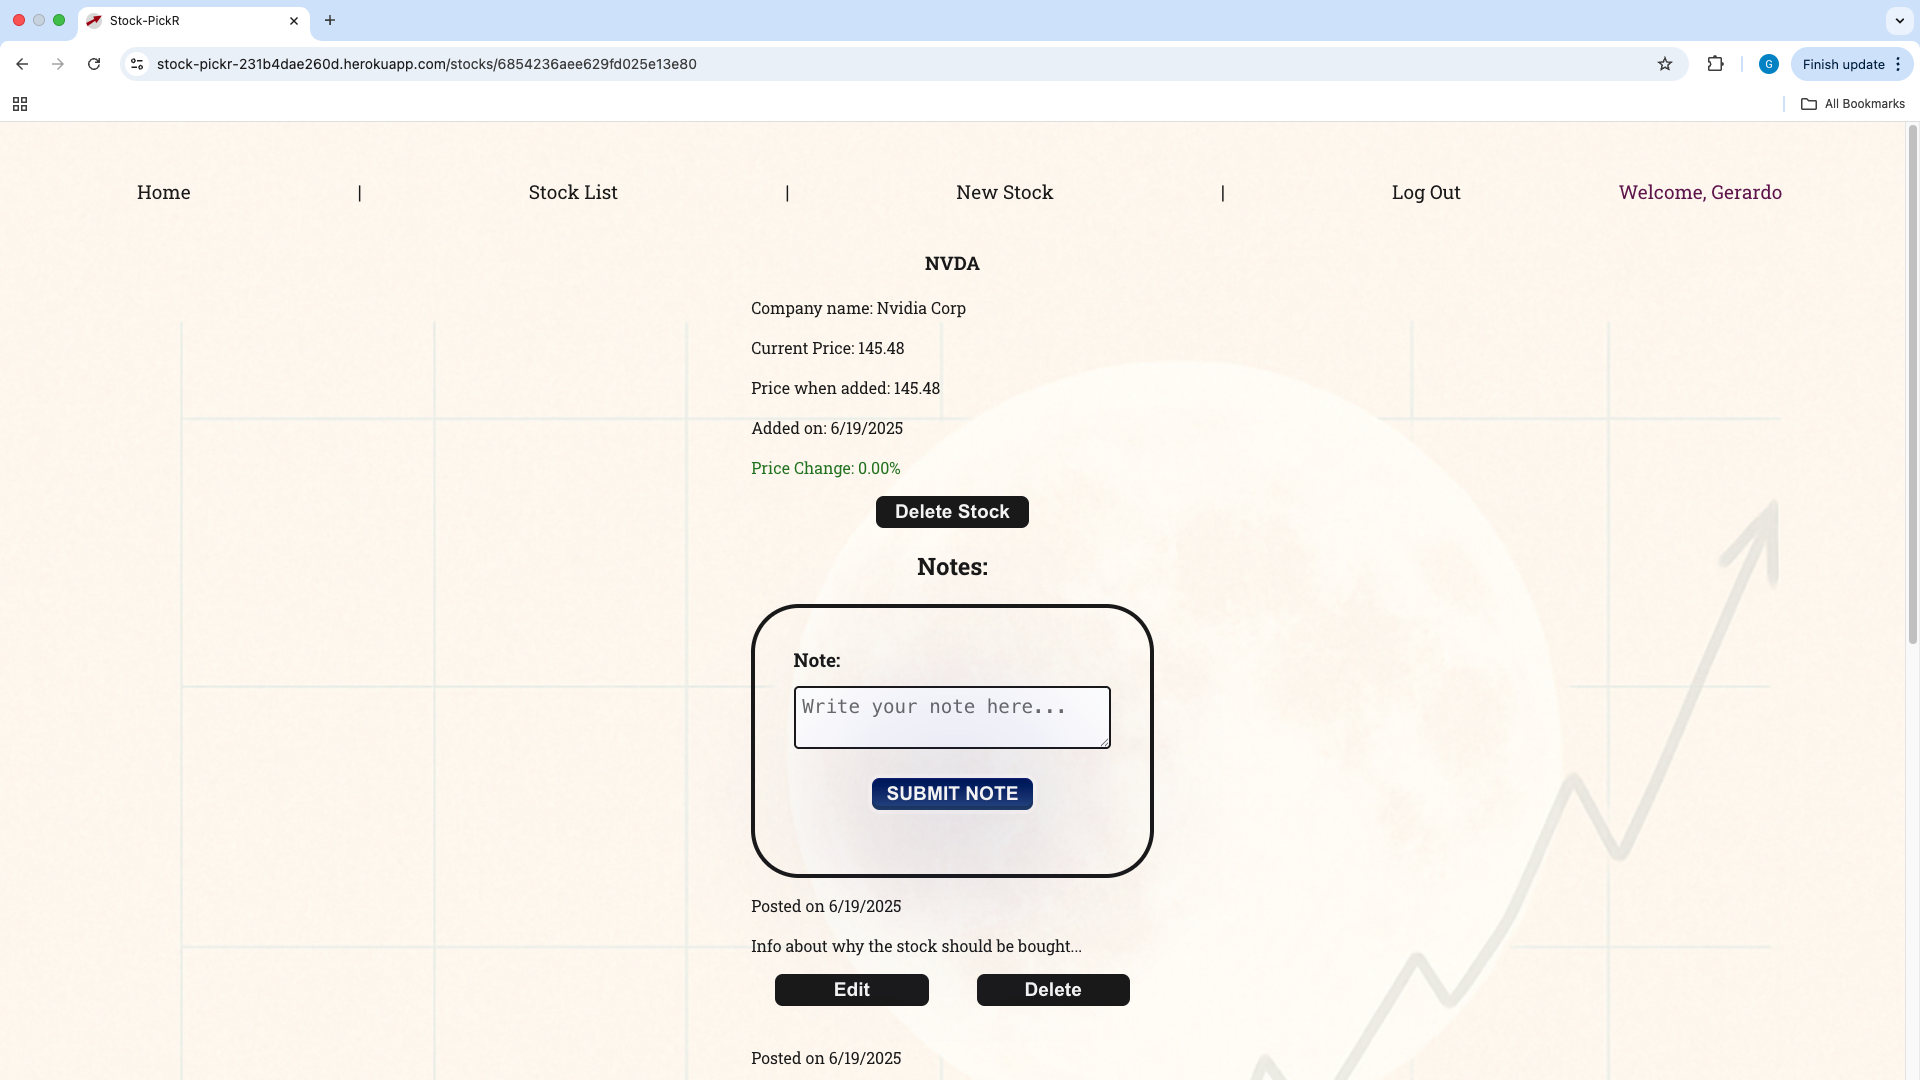 Stock-PickR
stock-pickr-231b4dae260d.herokuapp.com/stocks/6854236aee629fd025e13e80
G
Finish update
All Bookmarks
Home | Stock List | New Stock | Log Out Welcome, Gerardo
NVDA
Company name: Nvidia Corp
Current Price: 145.48
Price when added: 145.48
Added on: 6/19/2025
Price Change: 0.00%
Delete Stock
Notes:
Note:
Write your note here...
SUBMIT NOTE
Posted on 6/19/2025
Info about why the stock should be bought...
Edit Delete
Posted on 6/19/2025